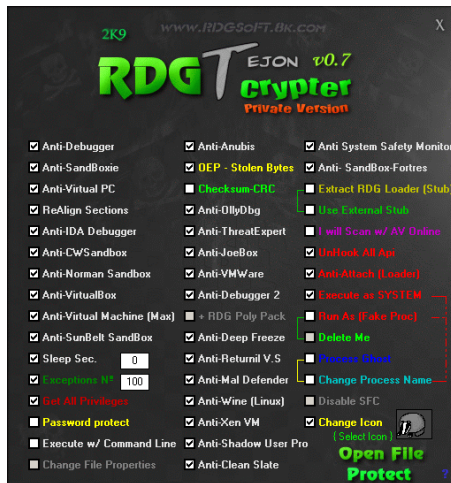 2K9
www.RDGSoft.8k.com
X
RDG TEJON v0.7
Crypter
Private Version
Anti-Debugger
Anti-SandBoxie
Anti-Virtual PC
ReAlign Sections
Anti-IDA Debugger
Anti-CWSandbox
Anti-Norman Sandbox
Anti-VirtualBox
Anti-Virtual Machine (Max)
Anti-SunBelt SandBox
Sleep Sec. 0
Exceptions Nº 100
Get All Privileges
Password protect
Execute w/ Command Line
Change File Properties
Anti-Anubis
OEP - Stolen Bytes
Checksum-CRC
Anti-OllyDbg
Anti-ThreatExpert
Anti-JoeBox
Anti-VMWare
Anti-Debugger 2
+ RDG Poly Pack
Anti-Deep Freeze
Anti-Returnil V.S
Anti-Mal Defender
Anti-Wine (Linux)
Anti-Xen VM
Anti-Shadow User Pro
Anti-Clean Slate
Anti System Safety Monito
Anti- SandBox-Fortres
Extract RDG Loader (Stub
Use External Stub
I will Scan w/ AV Online
UnHook All Api
Anti-Attach (Loader)
Execute as SYSTEM
Run As (Fake Proc)
Delete Me
Process Ghost
Change Process Name
Disable SFC
Change Icon
( Select Icon )
Open File
Protect
?